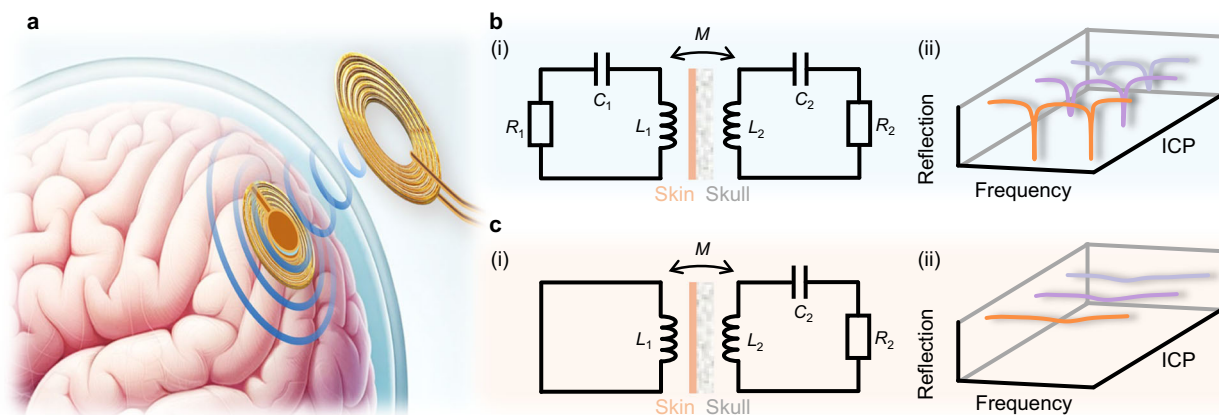 a
b
(i)
M
C1
R1
L1
L2
C2
R2
Skin
Skull
(ii)
Reflection
Frequency
ICP
c
(i)
M
L1
L2
C2
R2
Skin
Skull
(ii)
Reflection
Frequency
ICP